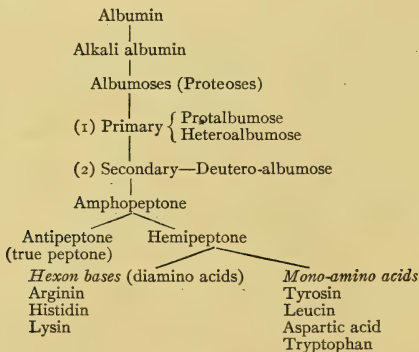 Albumin
Alkali albumin
Albumoses (Proteoses)
(1) Primary { Protalbumose
Heteroalbumose
(2) Secondary—Deutero-albumose
Amphopeptone
Antipeptone Hemipeptone
(true peptone)
Hexon bases (diamino acids) Mono-amino acids
Arginin Tyrosin
Histidin Leucin
Lysin Aspartic acid
Tryptophan